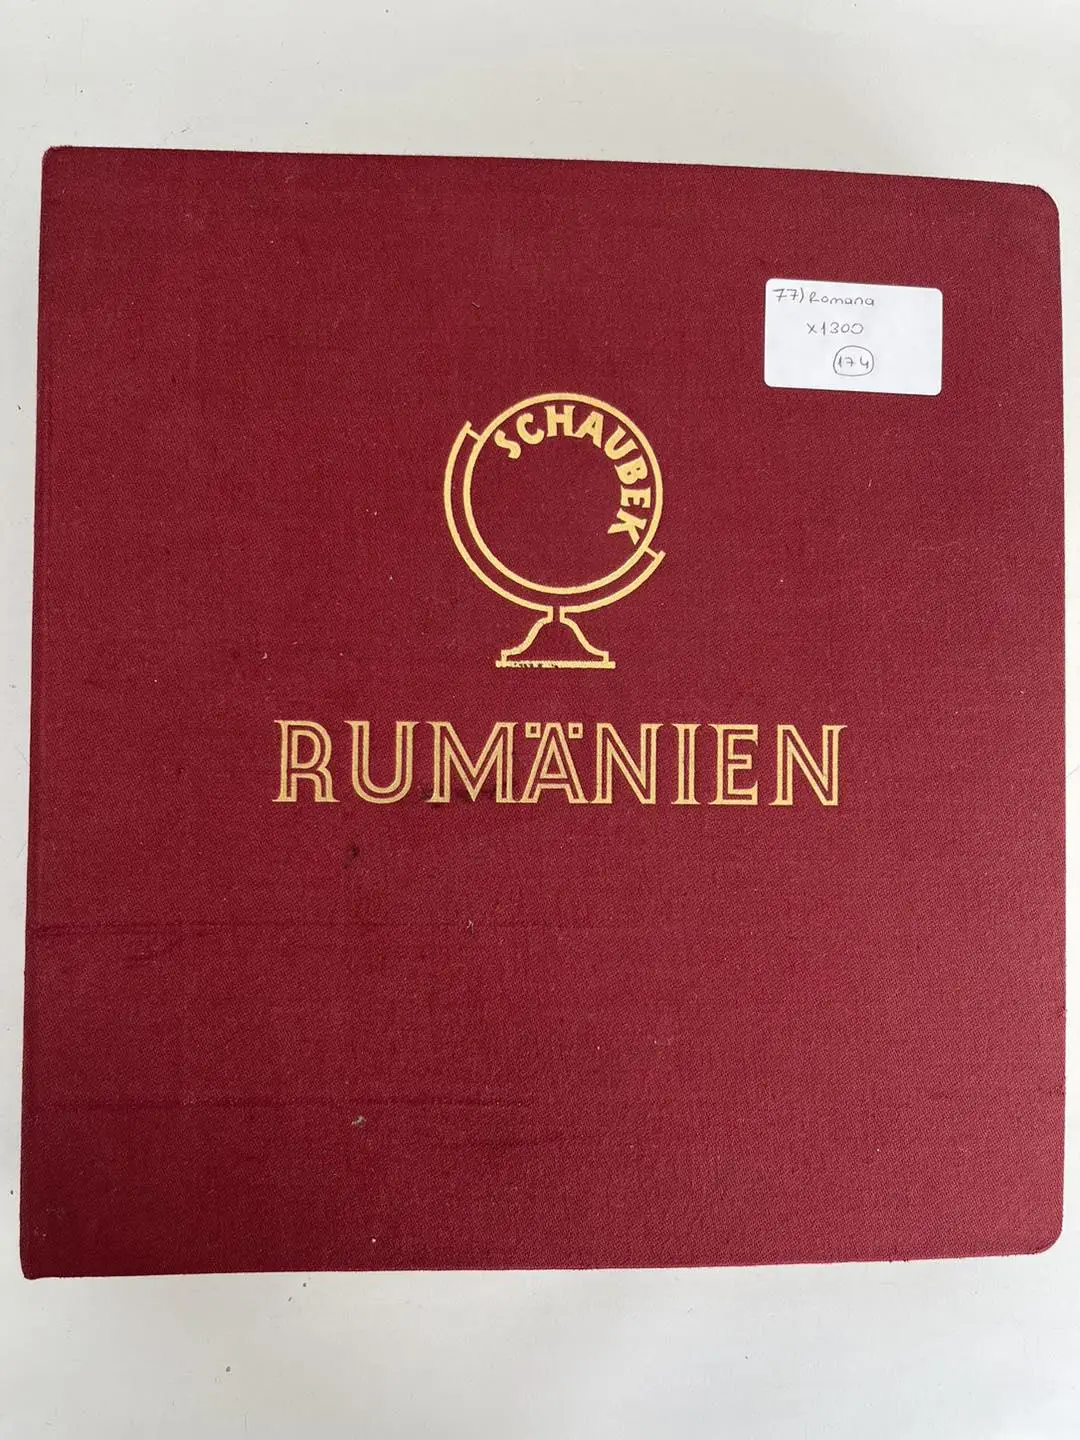 77) Romana
x1300
174
SCHAUBEK
RUMÄNIEN